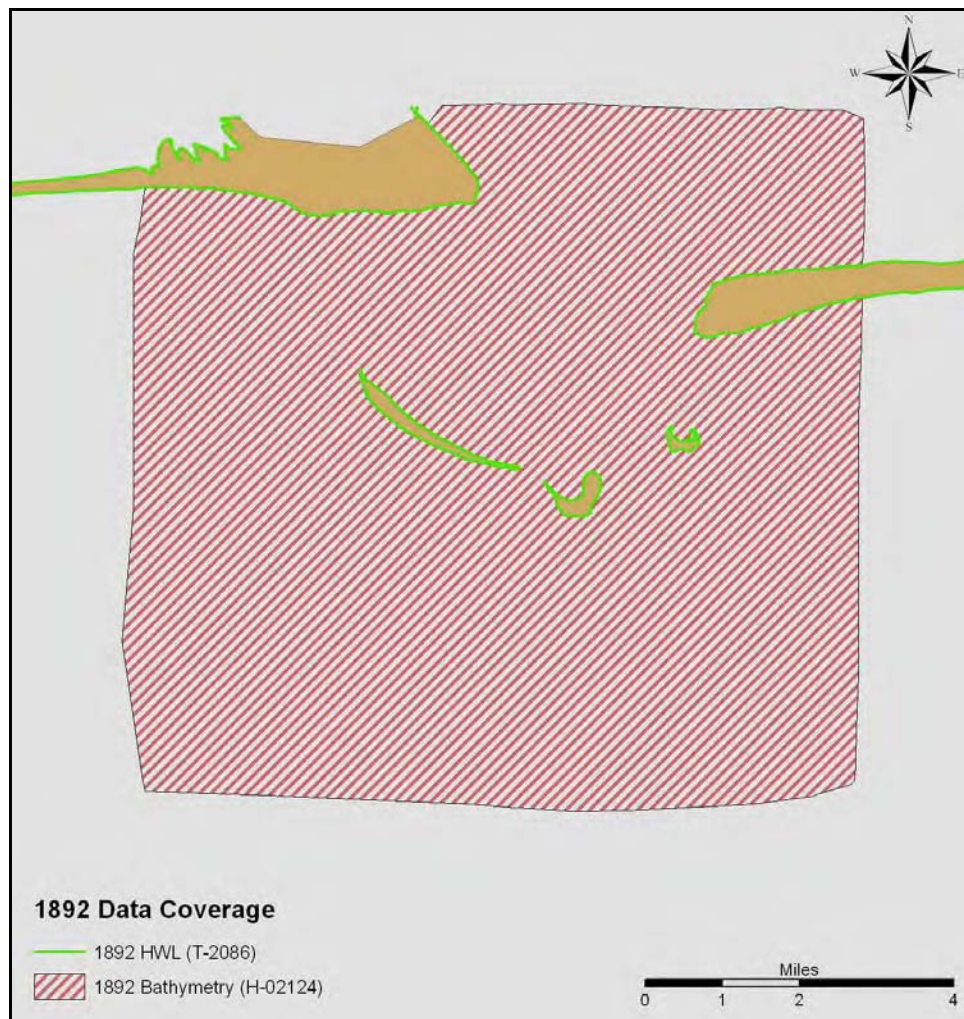 N
W E
S
1892 Data Coverage
1892 HWL (T-2086)
1892 Bathymetry (H-02124)
Miles
0 1 2 4